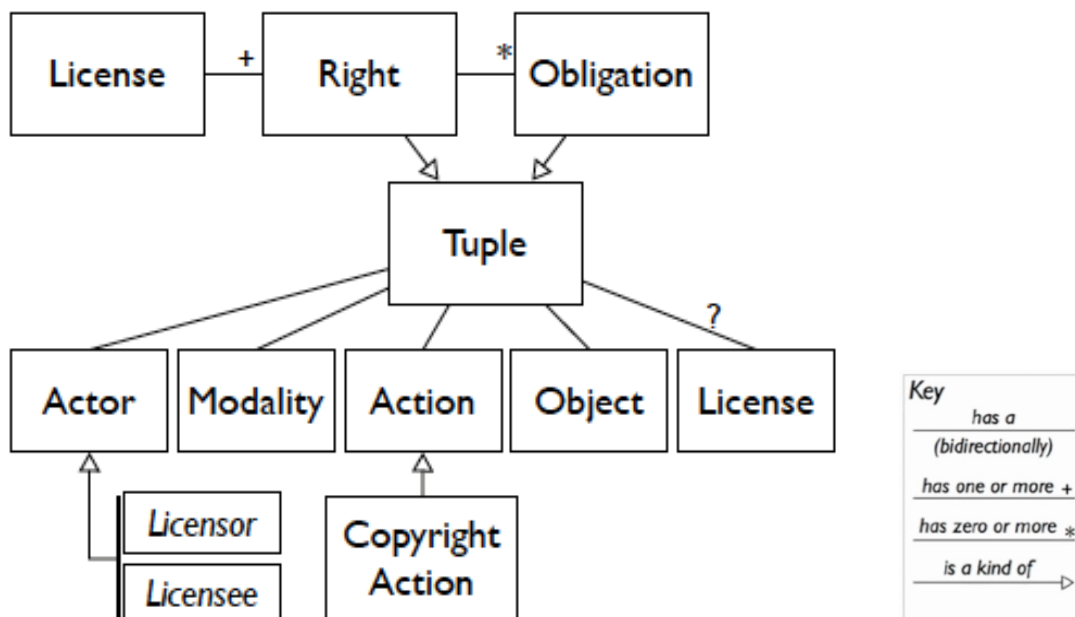 License
+
Right
*
Obligation
Tuple
?
Actor
Modality
Action
Object
License
Licensor
Licensee
Copyright
Action
Key
has a
(bidirectionally)
has one or more +
has zero or more *
is a kind of